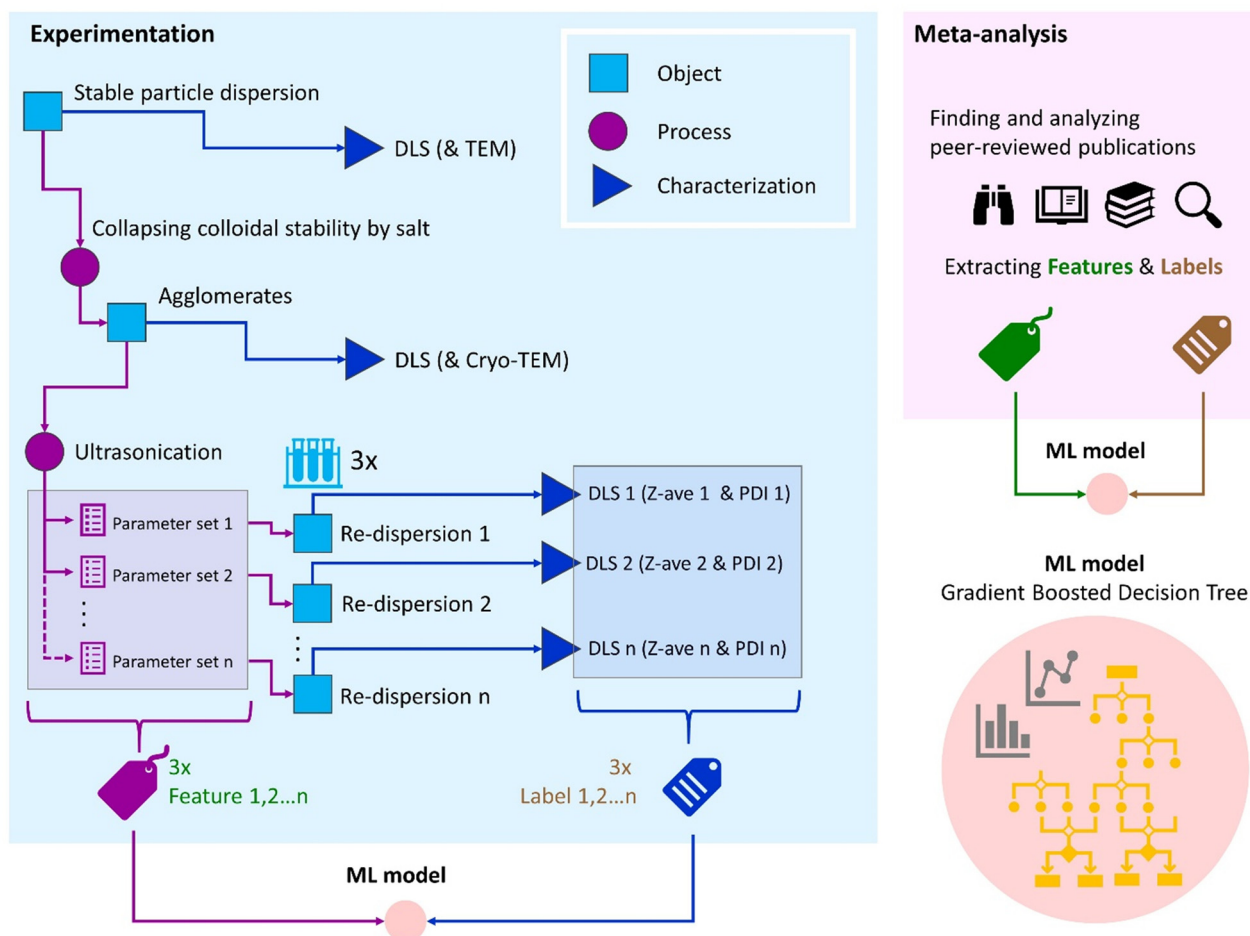 Experimentation
Object
Process
Characterization
Stable particle dispersion
DLS (& TEM)
Collapsing colloidal stability by salt
Agglomerates
DLS (& Cryo-TEM)
Ultrasonication
3x
Parameter set 1
Parameter set 2
Parameter set n
Re-dispersion 1
Re-dispersion 2
Re-dispersion n
DLS 1 (Z-ave 1 & PDI 1)
DLS 2 (Z-ave 2 & PDI 2)
DLS n (Z-ave n & PDI n)
3x
Feature 1,2...n
3x
Label 1,2...n
ML model
Meta-analysis
Finding and analyzing
peer-reviewed publications
Extracting Features & Labels
ML model
ML model
Gradient Boosted Decision Tree